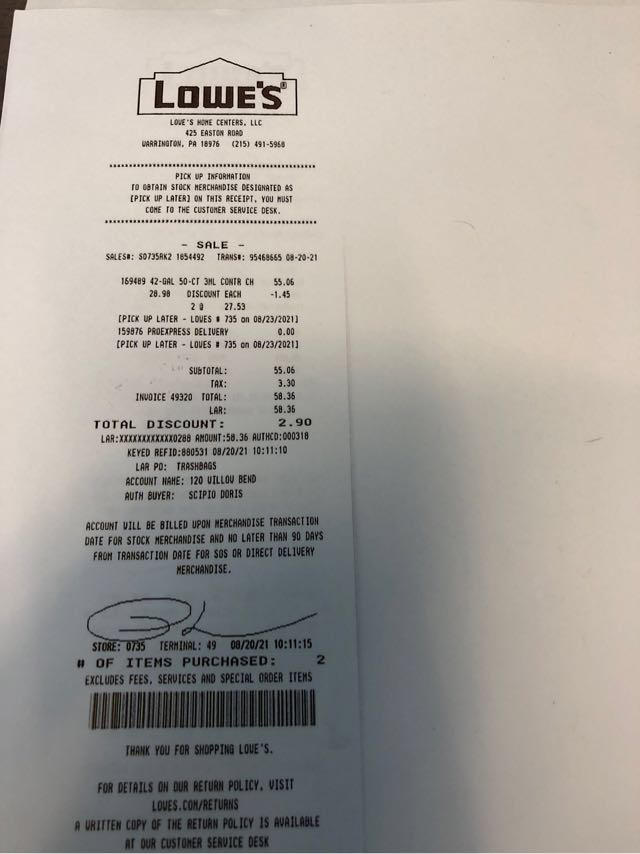 LOWE'S
LOWE'S HOME CENTERS, LLC
425 EASTON ROAD
WARRINGTON, PA 18976 (215) 491-5968
PICK UP INFORMATION
TO OBTAIN STOCK MERCHANDISE DESIGNATED AS
[PICK UP LATER] ON THIS RECEIPT, YOU MUST
COME TO THE CUSTOMER SERVICE DESK.
- SALE -
SALES#: SO735RK2 1854492 TRANS#: 95468665 08-20-21
169489 42-GAL 50-CT 3ML CONTR CH 55.06
28.98 DISCOUNT EACH -1.45
2 @ 27.53
[PICK UP LATER - LOWES # 735 on 08/23/2021]
159876 PROEXPRESS DELIVERY 0.00
[PICK UP LATER - LOWES # 735 on 08/23/2021]
SUBTOTAL: 55.06
TAX: 3.30
INVOICE 49320 TOTAL: 58.36
LAR: 58.36
TOTAL DISCOUNT: 2.90
LAR:XXXXXXXXXXXX0288 AMOUNT:58.36 AUTHCD:000318
KEYED REFID:880531 08/20/21 10:11:10
LAR PO: TRASHBAGS
ACCOUNT NAME: 120 WILLOW BEND
AUTH BUYER: SCIPIO DORIS
ACCOUNT WILL BE BILLED UPON MERCHANDISE TRANSACTION
DATE FOR STOCK MERCHANDISE AND NO LATER THAN 90 DAYS
FROM TRANSACTION DATE FOR SOS OR DIRECT DELIVERY
MERCHANDISE.
STORE: 0735 TERMINAL: 49 08/20/21 10:11:15
# OF ITEMS PURCHASED: 2
EXCLUDES FEES, SERVICES AND SPECIAL ORDER ITEMS
THANK YOU FOR SHOPPING LOWE'S.
FOR DETAILS ON OUR RETURN POLICY, VISIT
LOWES.COM/RETURNS
A WRITTEN COPY OF THE RETURN POLICY IS AVAILABLE
AT OUR CUSTOMER SERVICE DESK